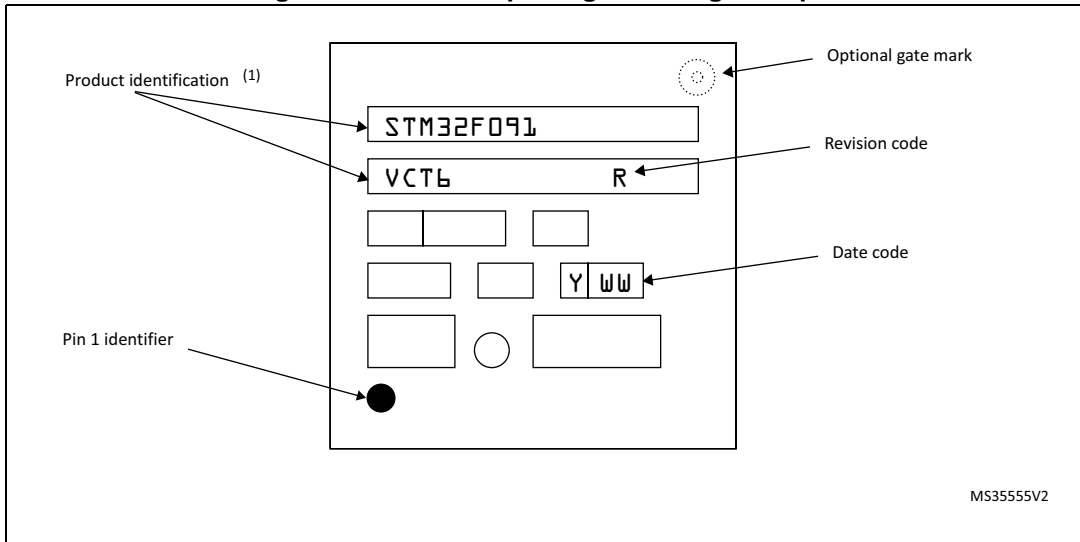 Optional gate mark
Product identification (1)
STM32F091
Revision code
VCT6 R
Date code
Y WW
Pin 1 identifier
MS35555V2